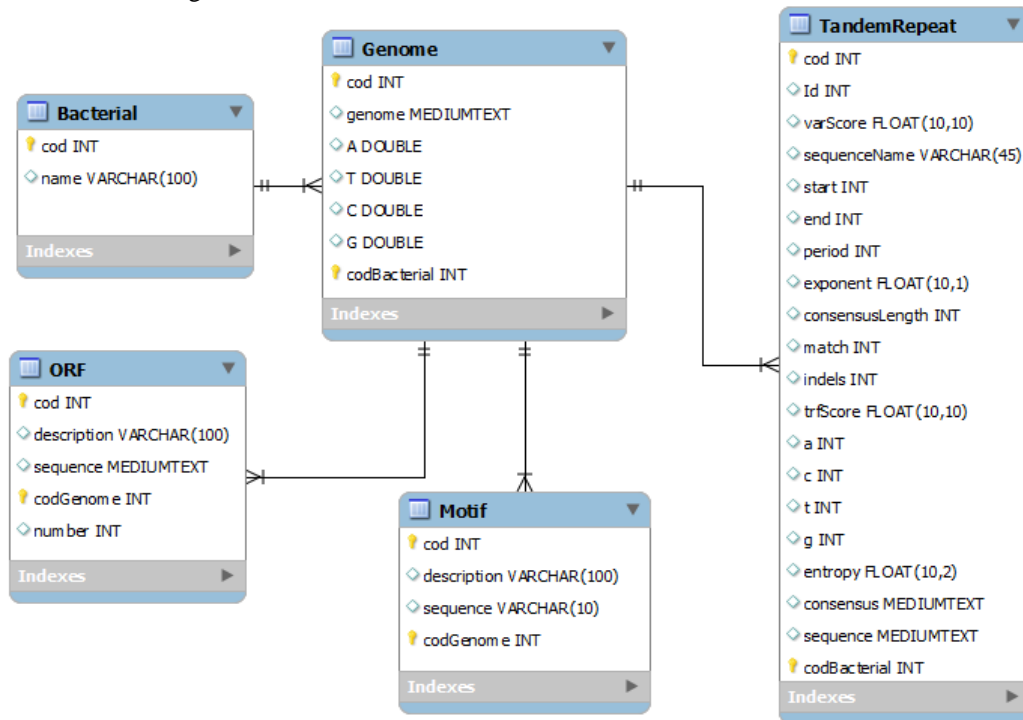 Bacterial
cod INT
name VARCHAR(100)
Indexes
Genome
cod INT
genome MEDIUMTEXT
A DOUBLE
T DOUBLE
C DOUBLE
G DOUBLE
codBacterial INT
Indexes
TandemRepeat
cod INT
Id INT
varScore FLOAT(10,10)
sequenceName VARCHAR(45)
start INT
end INT
period INT
exponent FLOAT(10,1)
consensusLength INT
match INT
indels INT
trfScore FLOAT(10,10)
a INT
c INT
t INT
g INT
entropy FLOAT(10,2)
consensus MEDIUMTEXT
sequence MEDIUMTEXT
codBacterial INT
Indexes
ORF
cod INT
description VARCHAR(100)
sequence MEDIUMTEXT
codGenome INT
number INT
Indexes
Motif
cod INT
description VARCHAR(100)
sequence VARCHAR(10)
codGenome INT
Indexes